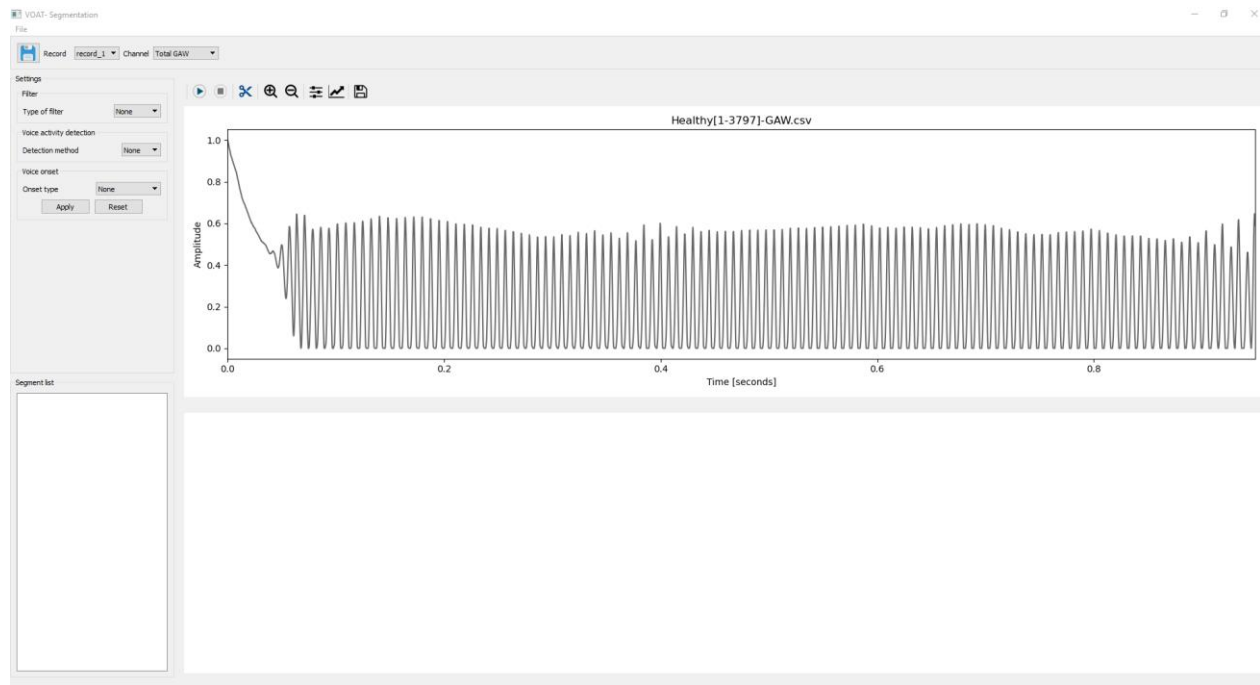 VOAT- Segmentation
File
Record record_1 Channel Total GAW
Settings
Filter
Type of filter None
Voice activity detection
Detection method None
Voice onset
Onset type None
Apply Reset
Segment list
Healthy[1-3797]-GAW.csv
Amplitude
1.0
0.8
0.6
0.4
0.2
0.0
0.0 0.2 0.4 0.6 0.8
Time [seconds]